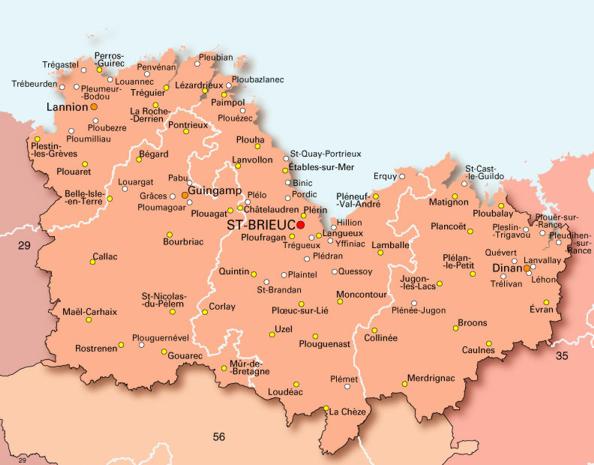 Perros-
-Guirec
Pleubian
Trégastel
Penvénan
Trébeurden
Louannec
Ploubazlanec
Pleumeur-
-Bodou
Tréguier
Lézardrieux
Lannion
La Roche-
-Derrien
Paimpol
Ploubezre
Plouézec
Ploumilliau
Pontrieux
Plestin-
-les-Grèves
Plouha
Bégard
Lanvollon
St-Quay-Portrieux
Plouaret
Étables-sur-Mer
St-Cast-
-le-Guildo
Louargat
Pabu
Binic
Erquy
Belle-Isle-
-en-Terre
Grâces
Guingamp
Plélo
Pordic
Pléneuf-
-Val-André
Matignon
Ploumagoar
Plouagat
Châtelaudren
Plérin
Ploubalay
Plouër-sur-
-Rance
ST-BRIEUC
Hillion
Plancoët
Pleslin-
-Trigavou
Pleudihen-
-sur-
-Rance
29
Bourbriac
Ploufragan
Langueux
Trégueux
Yffiniac
Lamballe
Quévert
Lanvallay
Callac
Plédran
Plélan-
-le-Petit
Dinan
Quintin
Plaintel
Quessoy
Jugon-
-les-Lacs
Trélivan
Léhon
St-Brandan
St-Nicolas-
-du-Pélem
Moncontour
Évran
Maël-Carhaix
Corlay
Plœuc-sur-Lié
Plénée-Jugon
Uzel
Broons
Rostrenen
Plouguernével
Plouguenast
Collinée
Gouarec
Caulnes
35
Mûr-de-
-Bretagne
Loudéac
Plémet
Merdrignac
La Chèze
56
29